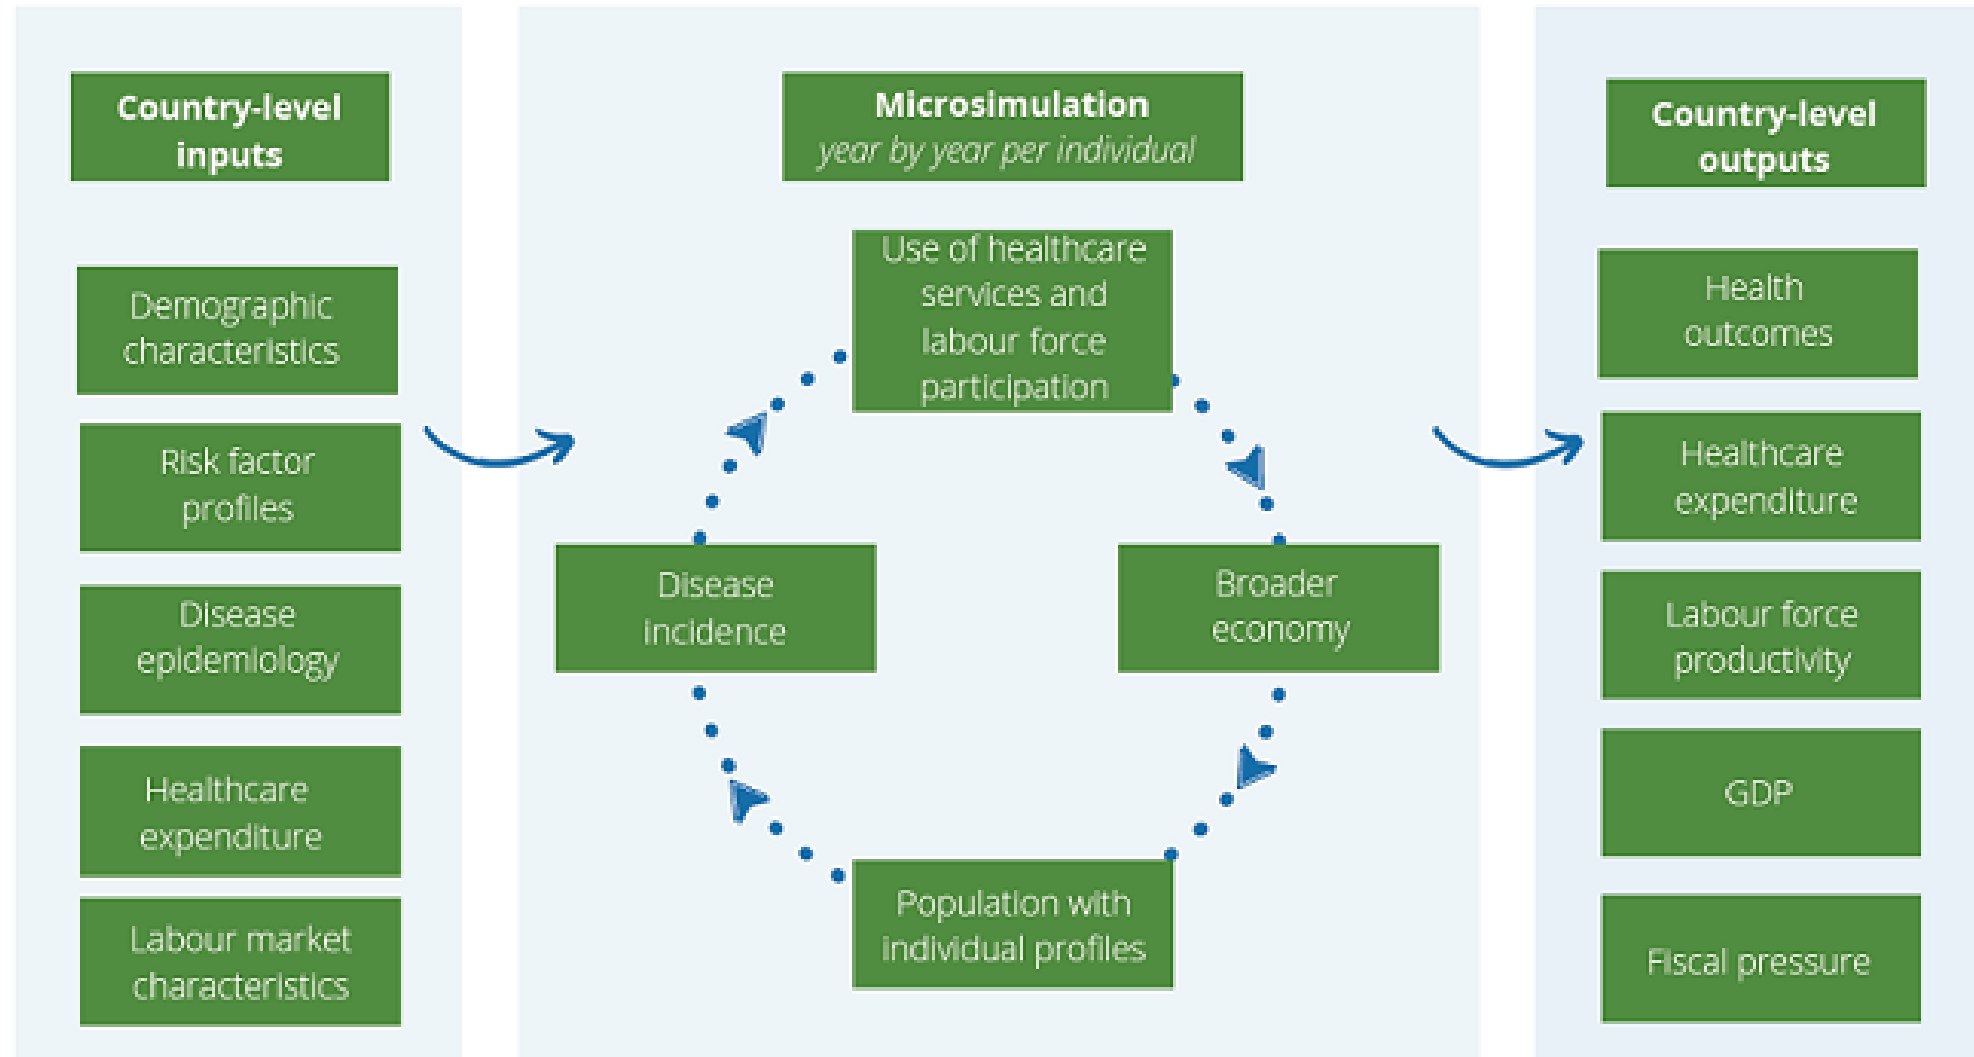 Country-level
inputs
Demographic
characteristics
Risk factor
profiles
Disease
epidemiology
Healthcare
expenditure
Labour market
characteristics
Microsimulation
year by year per individual
Use of healthcare
services and
labour force
participation
Disease
incidence
Broader
economy
Population with
individual profiles
Country-level
outputs
Health
outcomes
Healthcare
expenditure
Labour force
productivity
GDP
Fiscal pressure